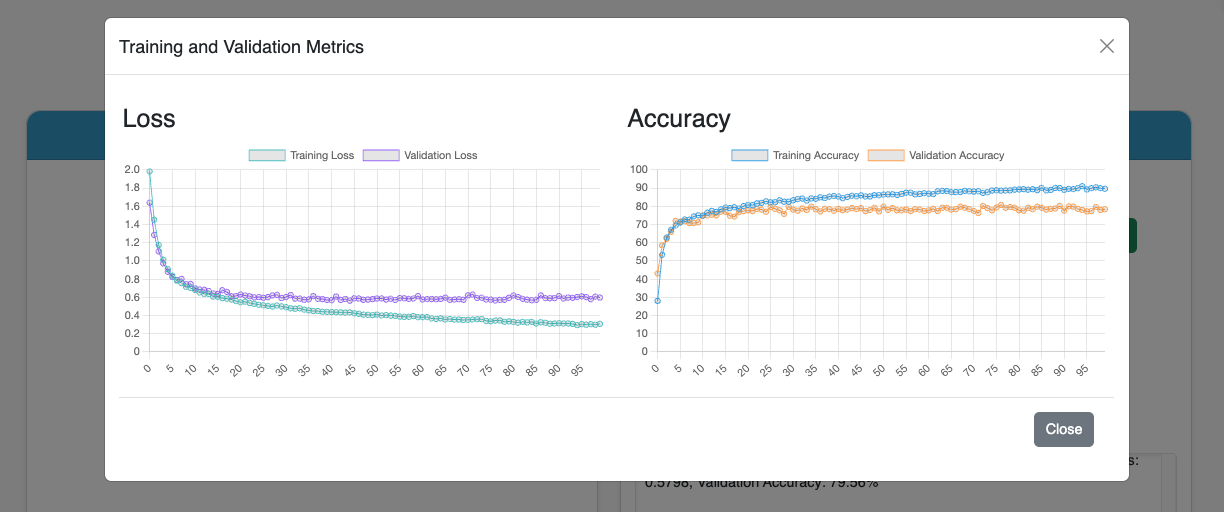 Training and Validation Metrics
Loss
Training Loss Validation Loss
2.0
1.8
1.6
1.4
1.2
1.0
0.8
0.6
0.4
0.2
0
0 5 10 15 20 25 30 35 40 45 50 55 60 65 70 75 80 85 90 95
Accuracy
Training Accuracy Validation Accuracy
100
90
80
70
60
50
40
30
20
10
0
0 5 10 15 20 25 30 35 40 45 50 55 60 65 70 75 80 85 90 95
Close
s:
0.5798, Validation Accuracy: 79.56%